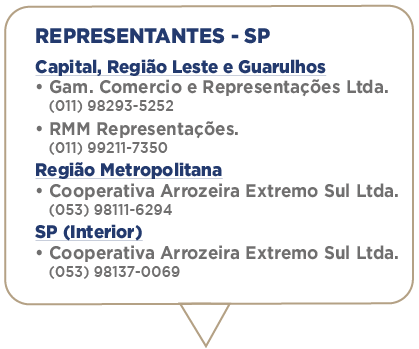 REPRESENTANTES - SP
Capital, Região Leste e Guarulhos
• Gam. Comercio e Representações Ltda.
(011) 98293-5252
• RMM Representações.
(011) 99211-7350
Região Metropolitana
• Cooperativa Arrozeira Extremo Sul Ltda.
(053) 98111-6294
SP (Interior)
• Cooperativa Arrozeira Extremo Sul Ltda.
(053) 98137-0069